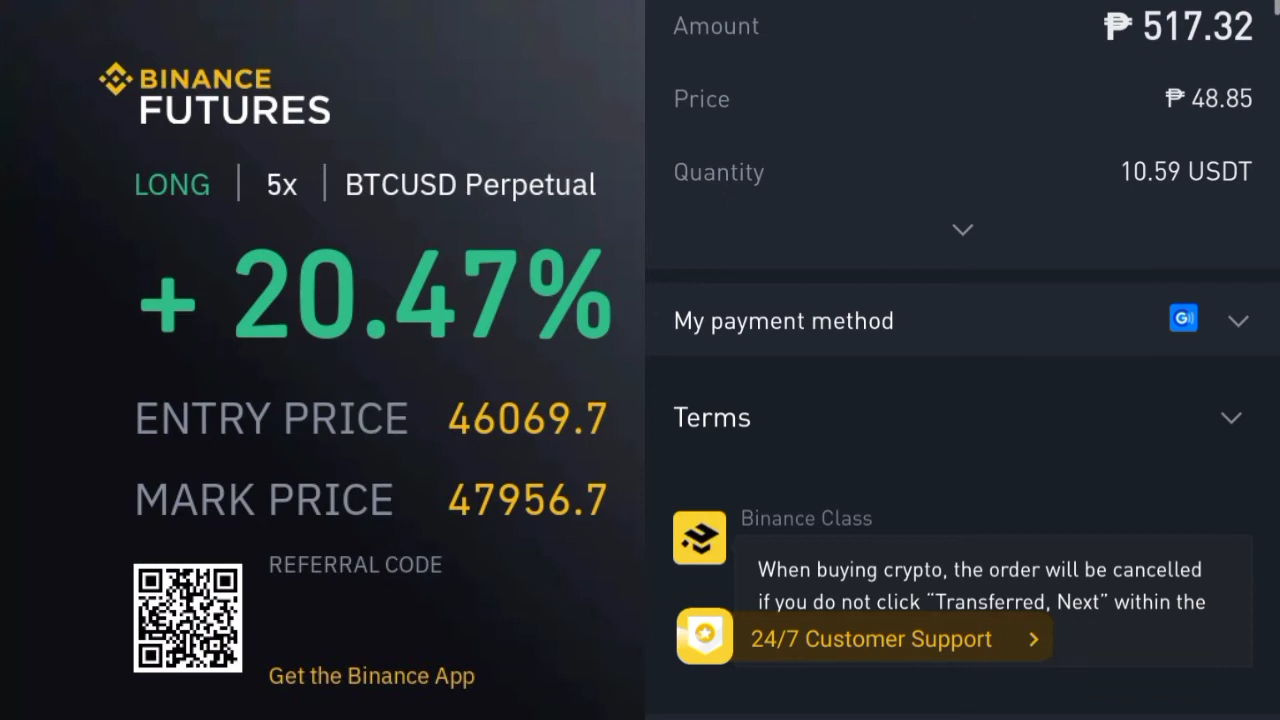 BINANCE
FUTURES
LONG | 5x | BTCUSD Perpetual
+ 20.47%
ENTRY PRICE 46069.7
MARK PRICE 47956.7
REFERRAL CODE
Get the Binance App
Amount ₱ 517.32
Price ₱ 48.85
Quantity 10.59 USDT
My payment method G
Terms
Binance Class
When buying crypto, the order will be cancelled
if you do not click “Transferred, Next” within the
24/7 Customer Support >